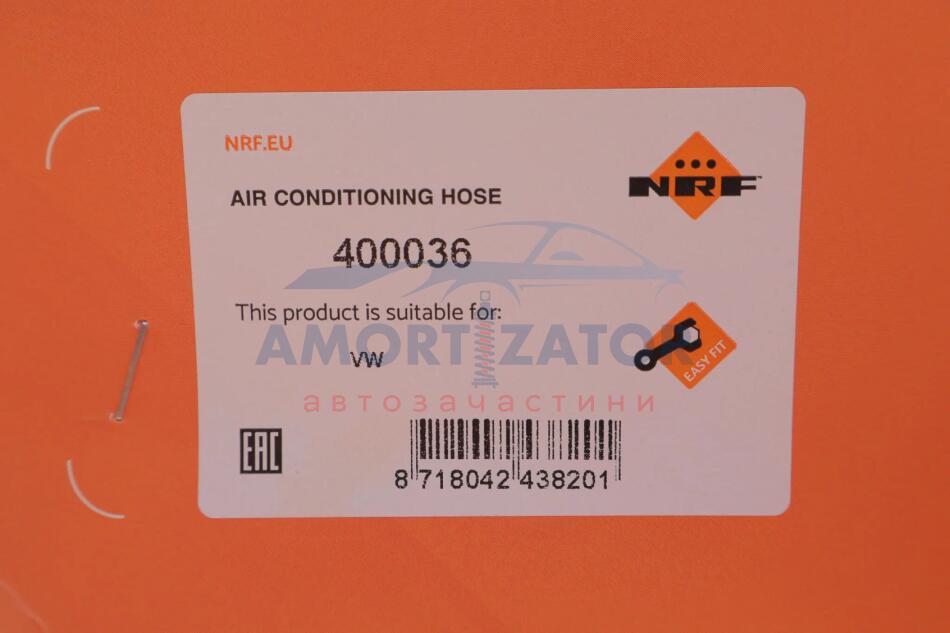 NRF.EU
NRF™
AIR CONDITIONING HOSE
400036
This product is suitable for:
AMORTIZATOR
VW
EASY FIT
автозачастини
EAC
8 718042 438201